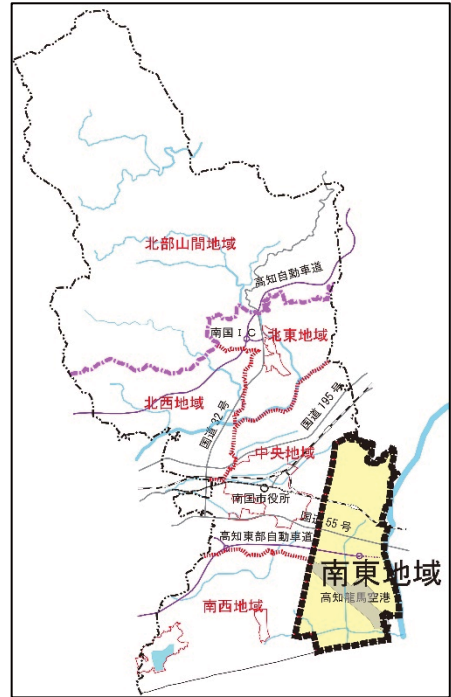 北部山間地域
高知自動車道
南国ＩＣ
北東地域
北西地域
国道32号
国道195号
中央地域
南国市役所
国道55号
高知東部自動車道
南東地域
高知龍馬空港
南西地域